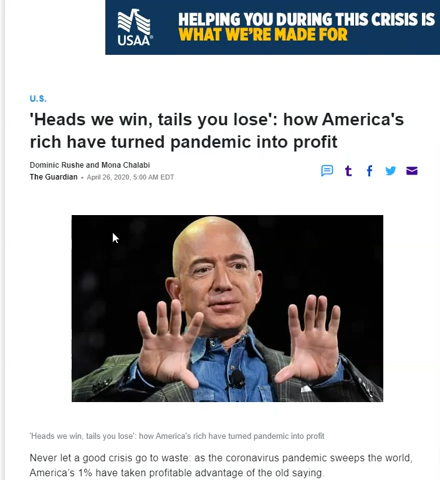 USAA
HELPING YOU DURING THIS CRISIS IS
WHAT WE'RE MADE FOR
U.S.
'Heads we win, tails you lose': how America's
rich have turned pandemic into profit
Dominic Rushe and Mona Chalabi
The Guardian • April 26, 2020, 5:00 AM EDT
t f
'Heads we win, tails you lose': how America's rich have turned pandemic into profit
Never let a good crisis go to waste: as the coronavirus pandemic sweeps the world,
America's 1% have taken profitable advantage of the old saying.